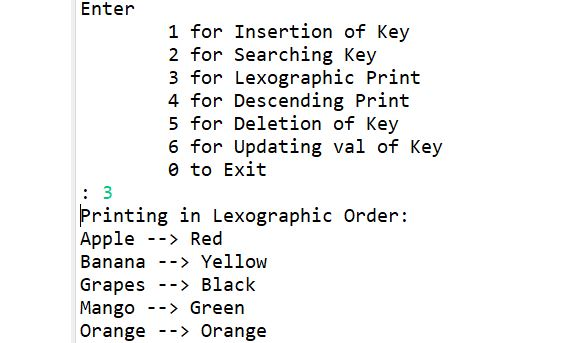 Enter
1 for Insertion of Key
2 for Searching Key
3 for Lexographic Print
4 for Descending Print
5 for Deletion of Key
6 for Updating val of Key
0 to Exit
: 3
Printing in Lexographic Order:
Apple --> Red
Banana --> Yellow
Grapes --> Black
Mango --> Green
Orange --> Orange